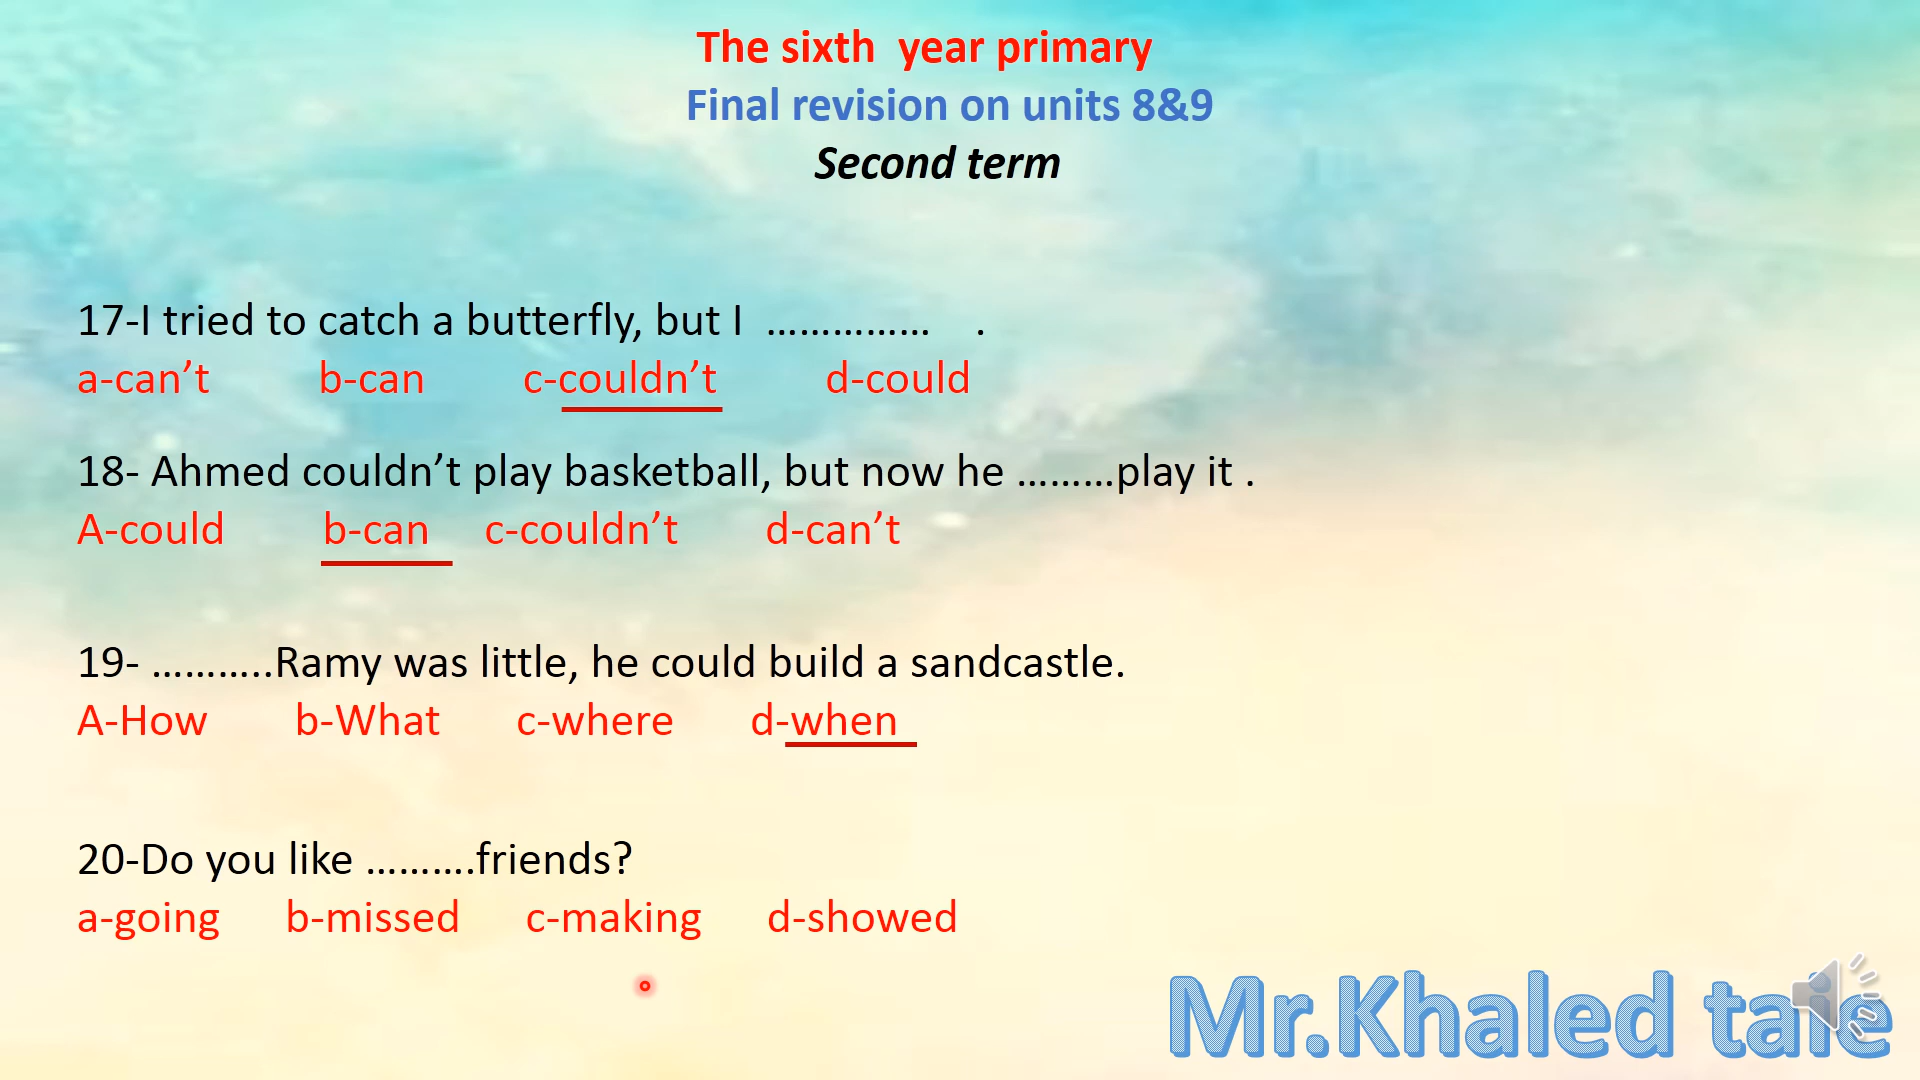 The sixth  year primary
Final revision on units 8&9
Second term
17-I tried to catch a butterfly, but I  ……………    .
a-can’t b-can c-couldn’t d-could
18- Ahmed couldn’t play basketball, but now he ………play it .
A-could b-can c-couldn’t d-can’t
19- ………..Ramy was little, he could build a sandcastle.
A-How b-What c-where d-when
20-Do you like ……….friends?
a-going b-missed c-making d-showed
Mr.Khaled taie